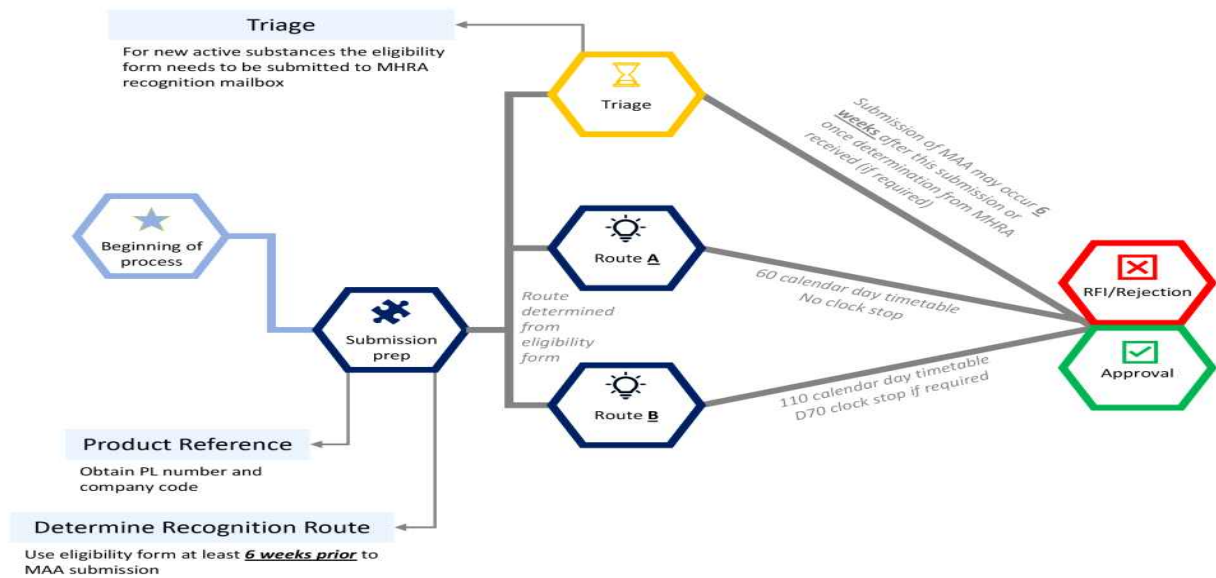 Triage
For new active substances the eligibility
form needs to be submitted to MHRA
recognition mailbox
Triage
Submission of MAA may occur 6
weeks after this submission or
once determination from MHRA
received (if required)
Beginning of
process
Submission
prep
Route
determined
from
eligibility
form
Route A
60 calendar day timetable
No clock stop
Route B
110 calendar day timetable
D70 clock stop if required
RFI/Rejection
Approval
Product Reference
Obtain PL number and
company code
Determine Recognition Route
Use eligibility form at least 6 weeks prior to
MAA submission